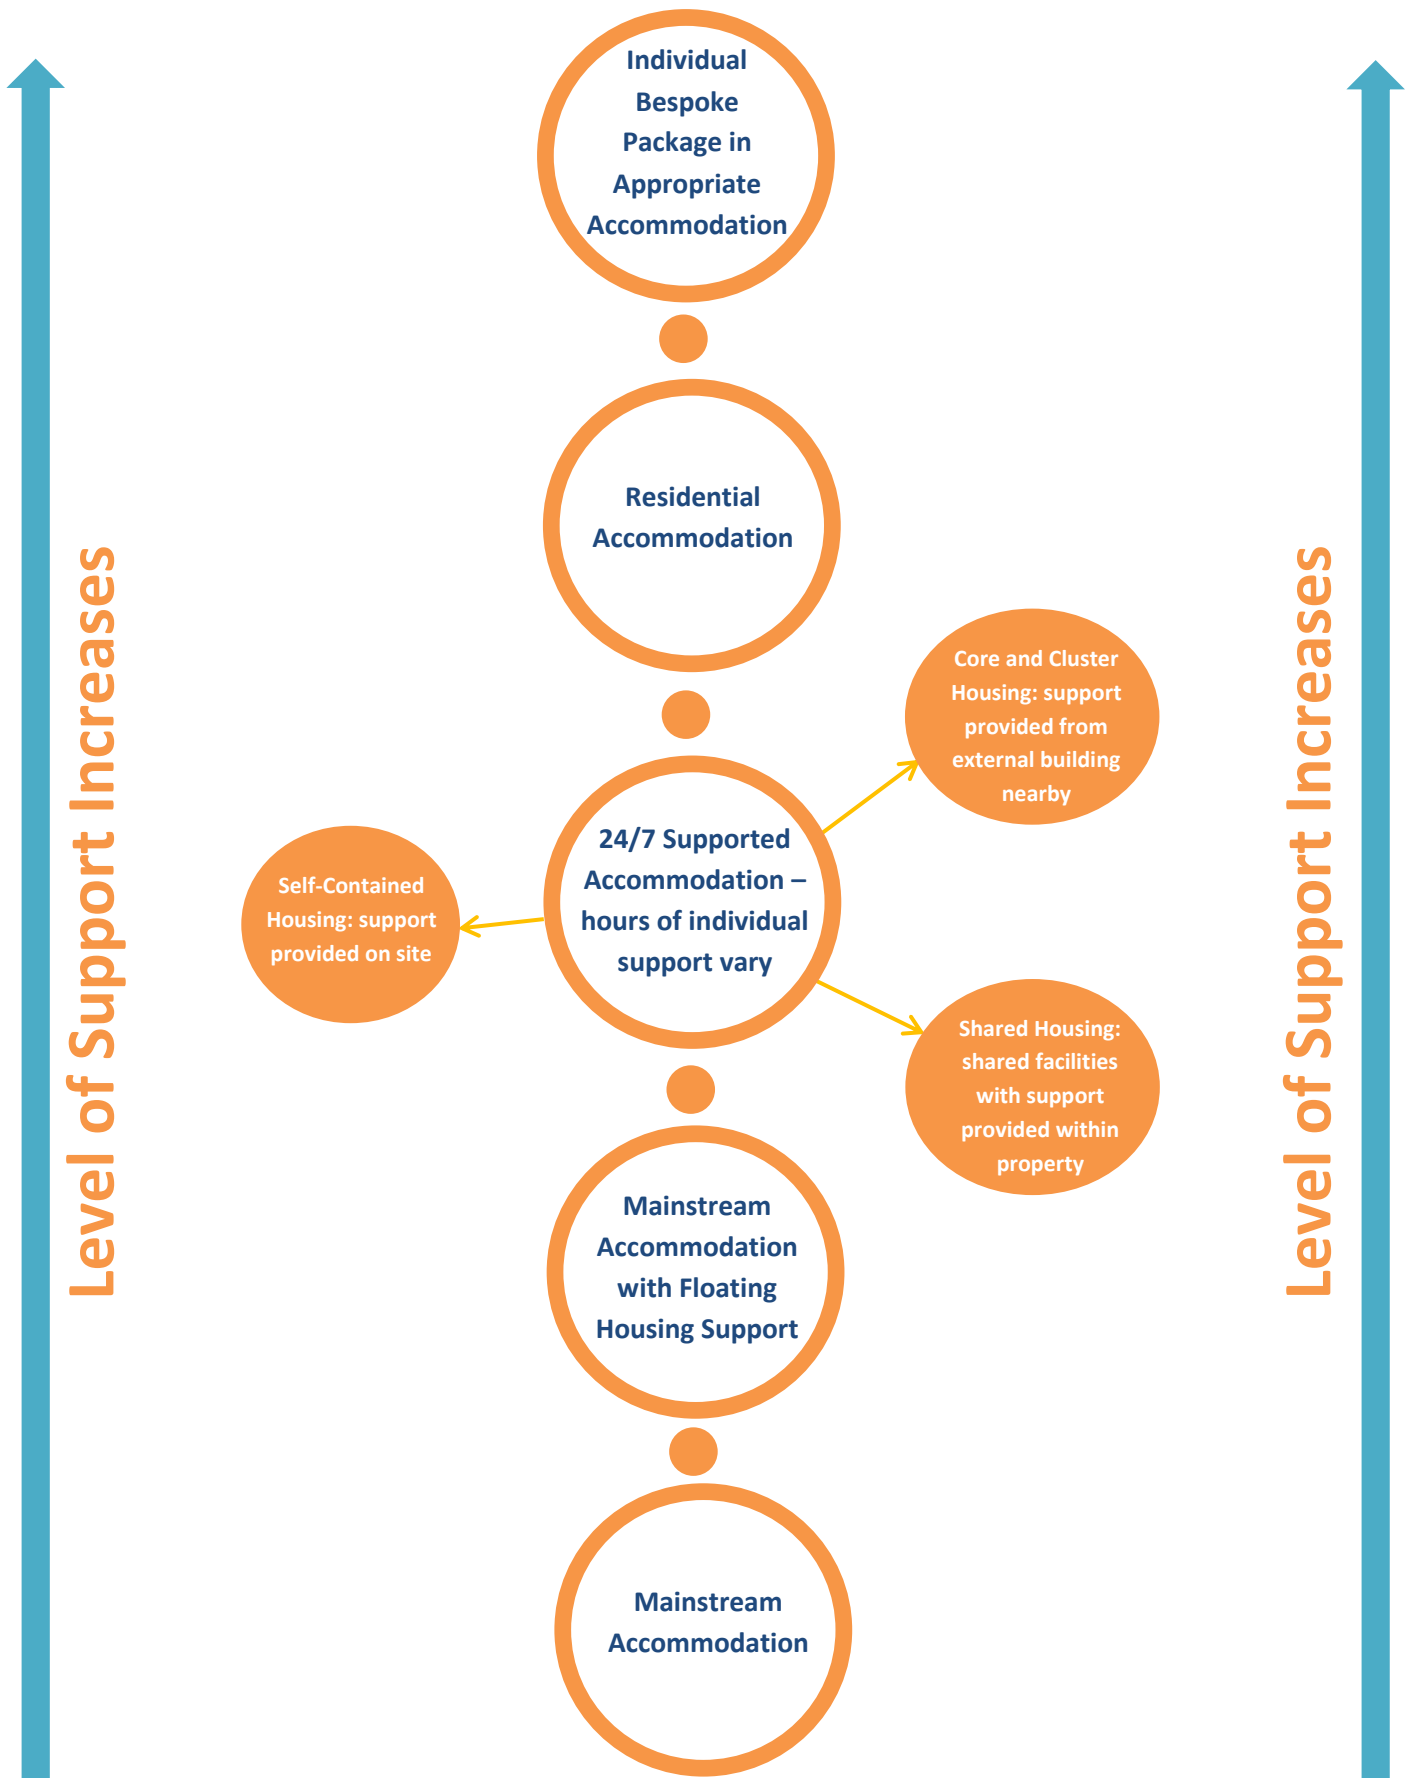 Individual
Bespoke
Package in
Appropriate
Accommodation
Residential
Accommodation
Core and Cluster
Housing: support
provided from
external building
nearby
24/7 Supported
Accommodation –
hours of individual
support vary
Self-Contained
Housing: support
provided on site
Shared Housing:
shared facilities
with support
provided within
property
Mainstream
Accommodation
with Floating
Housing Support
Mainstream
Accommodation
Level of Support Increases
Level of Support Increases